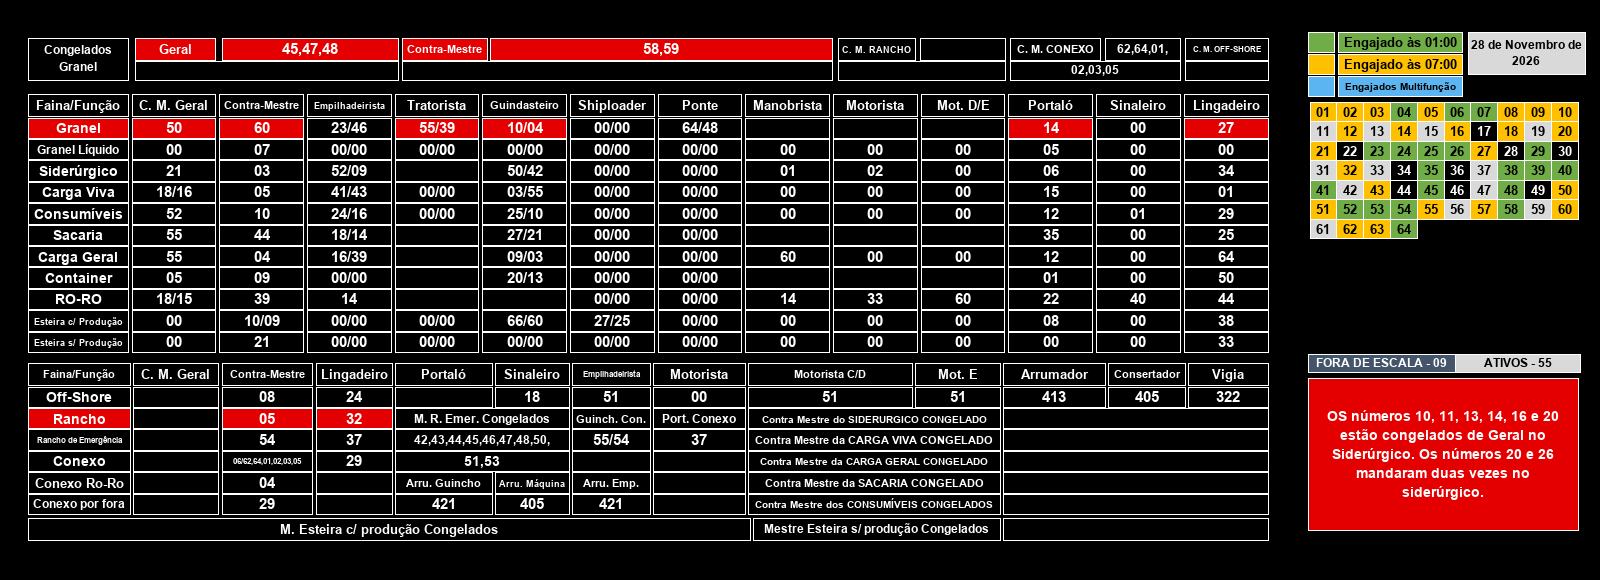 Congelados Granel
Geral 45,47,48 Contra-Mestre 58,59 C. M. RANCHO C. M. CONEXO 62,64,01, C. M. OFF-SHORE
02,03,05
Faina/Função C. M. Geral Contra-Mestre Empilhadeirista Tratorista Guindasteiro Shiploader Ponte Manobrista Motorista Mot. D/E Portaló Sinaleiro Lingadeiro
Granel 50 60 23/46 55/39 10/04 00/00 64/48 14 00 27
Granel Líquido 00 07 00/00 00/00 00/00 00/00 00/00 00 00 00 05 00 00
Siderúrgico 21 03 52/09 50/42 00/00 00/00 01 02 00 06 00 34
Carga Viva 18/16 05 41/43 00/00 03/55 00/00 00/00 00 00 00 15 00 01
Consumíveis 52 10 24/16 00/00 25/10 00/00 00/00 00 00 00 12 01 29
Sacaria 55 44 18/14 27/21 00/00 00/00 35 00 25
Carga Geral 55 04 16/39 09/03 00/00 00/00 60 00 00 12 00 64
Container 05 09 00/00 20/13 00/00 00/00 01 00 50
RO-RO 18/15 39 14 00/00 00/00 14 33 60 22 40 44
Esteira c/ Produção 00 10/09 00/00 00/00 66/60 27/25 00/00 00 00 00 08 00 38
Esteira s/ Produção 00 21 00/00 00/00 00/00 00/00 00/00 00 00 00 00 00 33
Faina/Função C. M. Geral Contra-Mestre Lingadeiro Portaló Sinaleiro Empilhadeirista Motorista Motorista C/D Mot. E Arrumador Consertador Vigia
Off-Shore 08 24 18 51 00 51 51 413 405 322
Rancho 05 32 M. R. Emer. Congelados Guinch. Con. Port. Conexo Contra Mestre do SIDERURGICO CONGELADO
Rancho de Emergência 54 37 42,43,44,45,46,47,48,50, 55/54 37 Contra Mestre da CARGA VIVA CONGELADO
Conexo 06/62,64,01,02,03,05 29 51,53 Contra Mestre da CARGA GERAL CONGELADO
Conexo Ro-Ro 04 Arru. Guincho Arru. Máquina Arru. Emp. Contra Mestre da SACARIA CONGELADO
Conexo por fora 29 421 405 421 Contra Mestre dos CONSUMÍVEIS CONGELADOS
M. Esteira c/ produção Congelados Mestre Esteira s/ produção Congelados
Engajado às 01:00
Engajado às 07:00
Engajados Multifunção
28 de Novembro de
2026
01 02 03 04 05 06 07 08 09 10
11 12 13 14 15 16 17 18 19 20
21 22 23 24 25 26 27 28 29 30
31 32 33 34 35 36 37 38 39 40
41 42 43 44 45 46 47 48 49 50
51 52 53 54 55 56 57 58 59 60
61 62 63 64
FORA DE ESCALA - 09 ATIVOS - 55
OS números 10, 11, 13, 14, 16 e 20
estão congelados de Geral no
Siderúrgico. Os números 20 e 26
mandaram duas vezes no
siderúrgico.